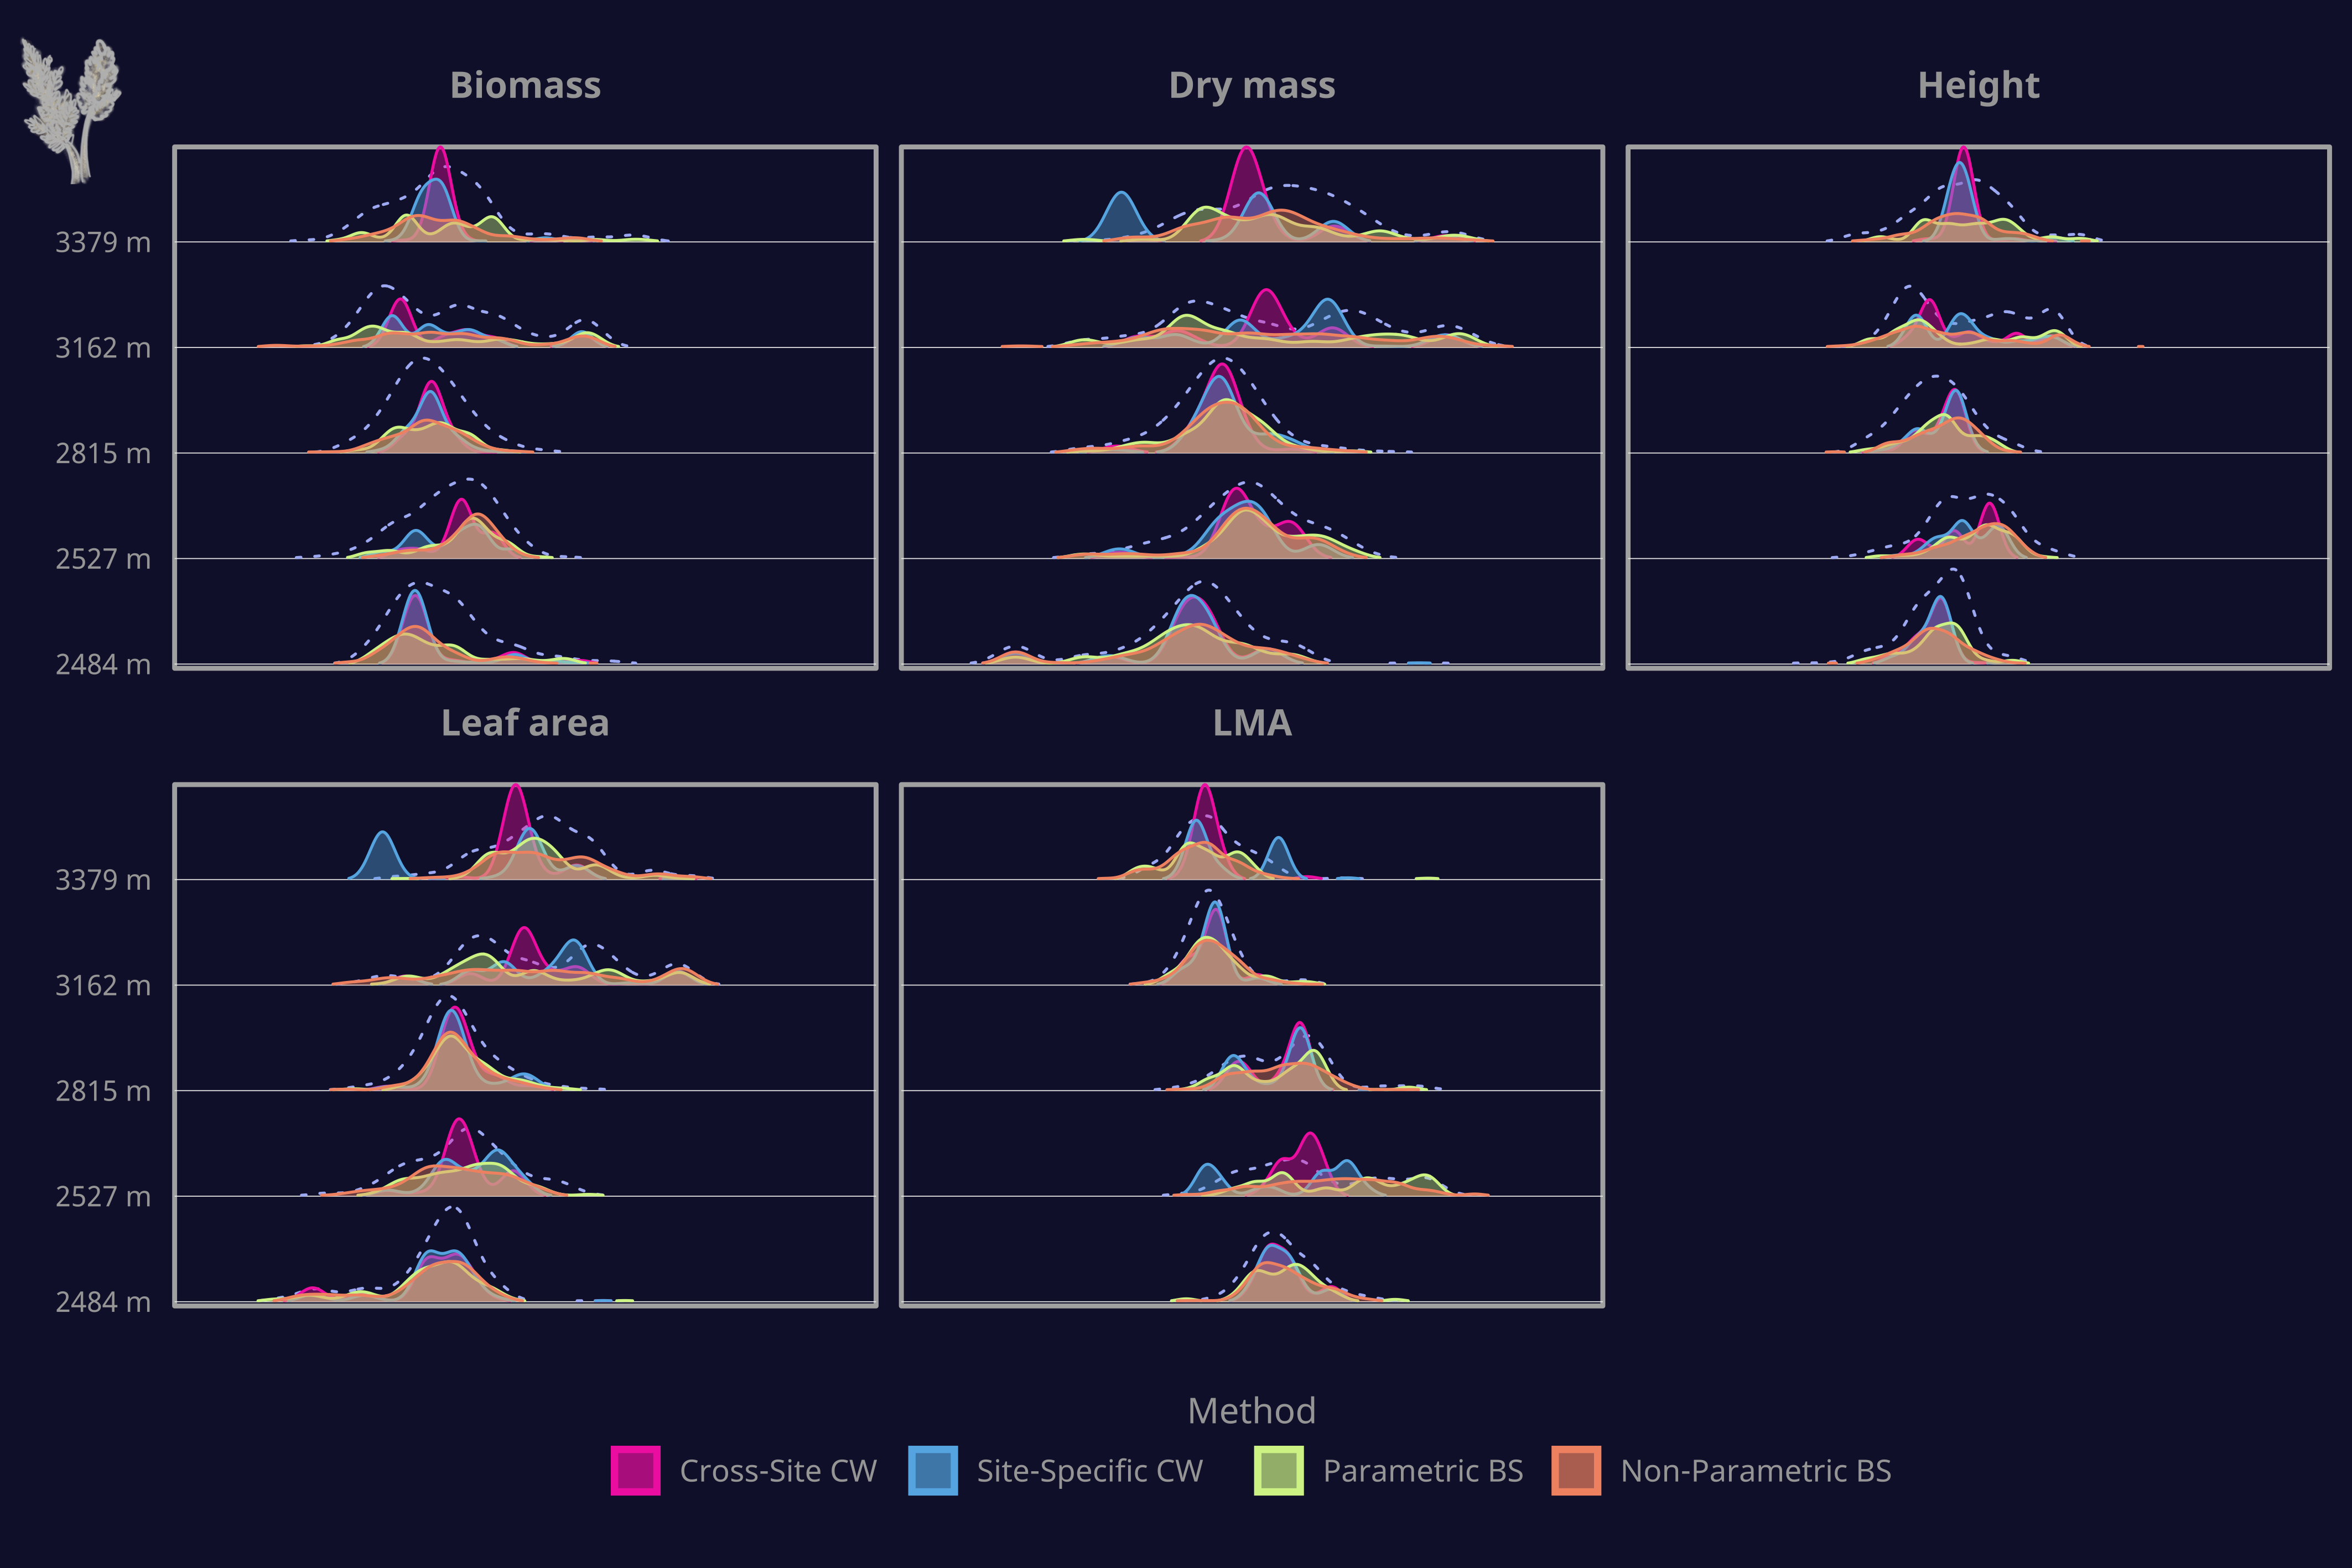 Biomass
Dry mass
Height
3379 m
3162 m
2815 m
2527 m
2484 m
Leaf area
LMA
3379 m
3162 m
2815 m
2527 m
2484 m
Method
Cross-Site CW
Site-Specific CW
Parametric BS
Non-Parametric BS